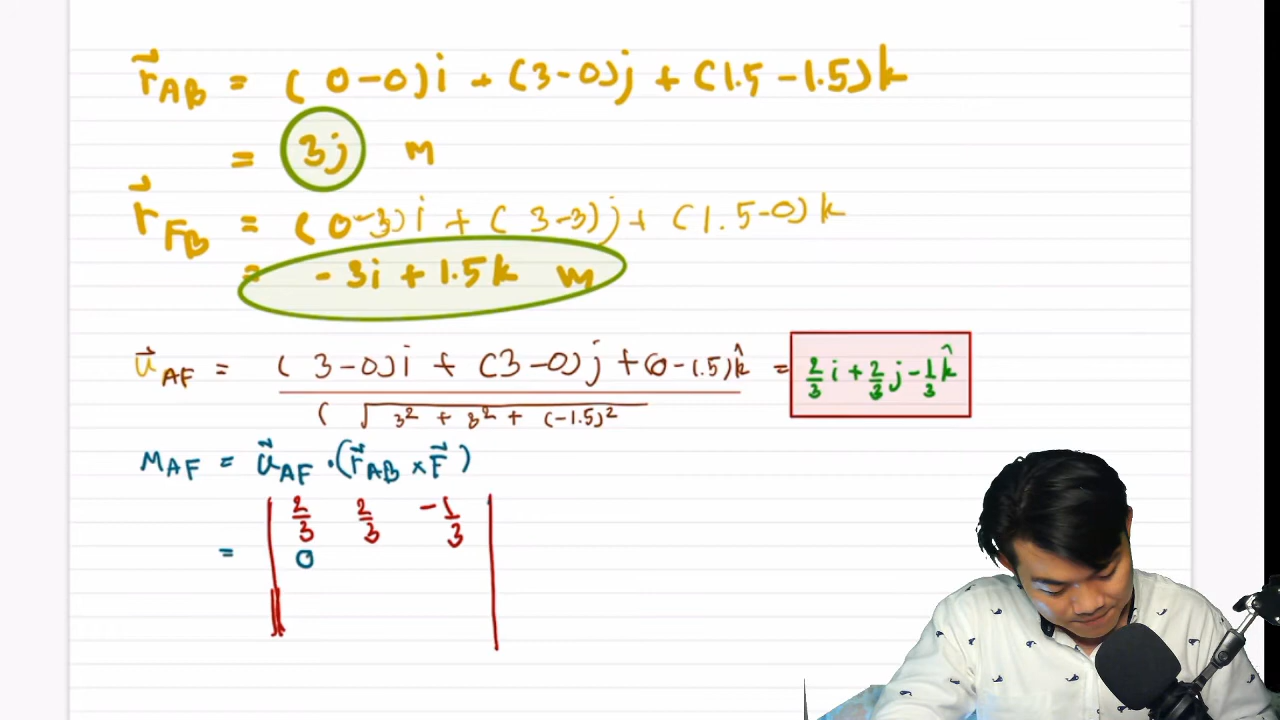 r⃗AB = (0-0)i + (3-0)j + (1.5-1.5)k
= 3j m
r⃗FB = (0-3)i + (3-3)j + (1.5-0)k
= -3i + 1.5k m
u⃗AF = (3-0)i + (3-0)j + (0-1.5)k̂ / (√3² + 3² + (-1.5)² = 2/3 i + 2/3 j - 1/3 k̂
MAF = u⃗AF · (r⃗AB × F⃗)
= | 2/3 2/3 -1/3 |
0